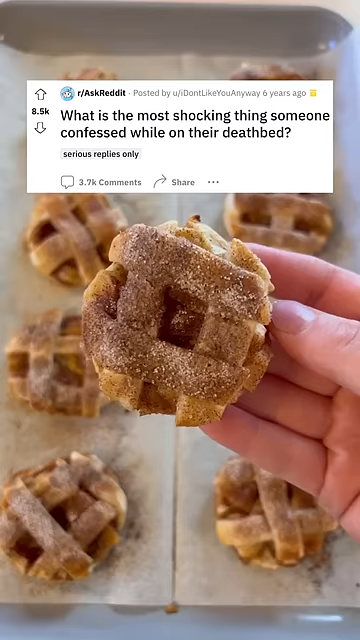 r/AskReddit · Posted by u/iDontLikeYouAnyway 6 years ago
8.5k
What is the most shocking thing someone
confessed while on their deathbed?
serious replies only
3.7k Comments Share ···